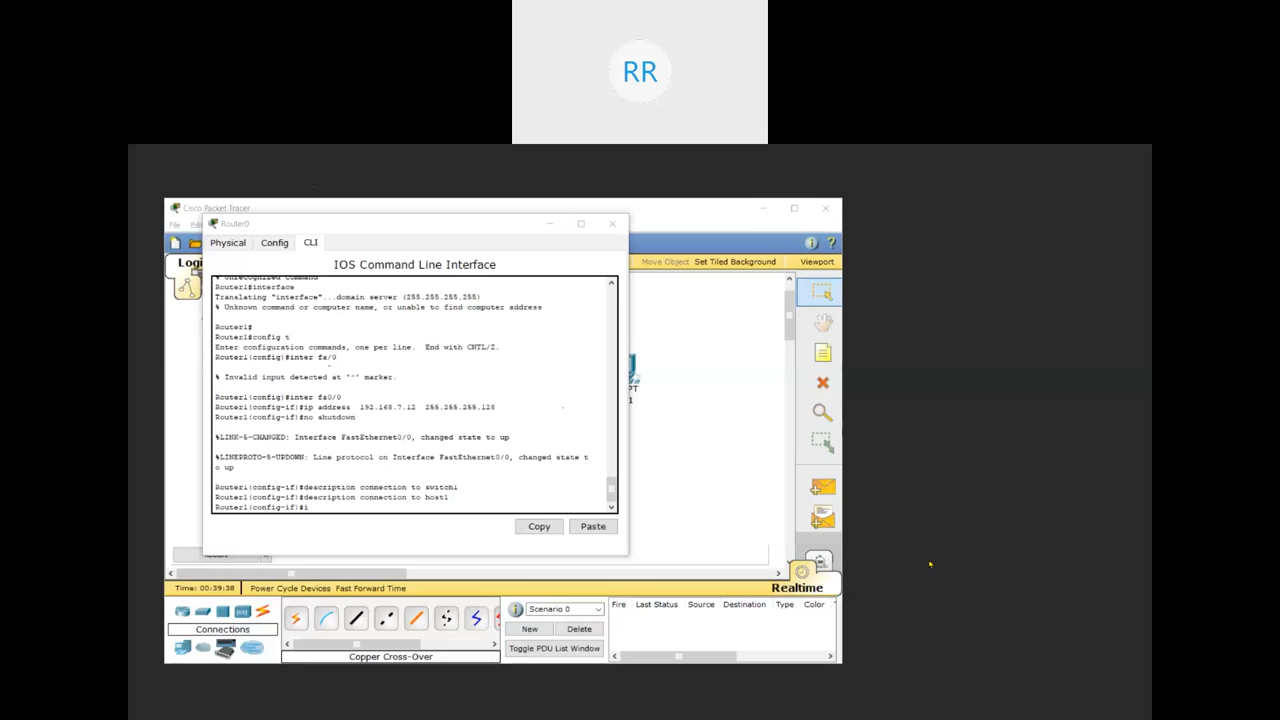 RR
Cisco Packet Tracer
File
Router0
Physical Config CLI
Move Object Set Tiled Background Viewport
IOS Command Line Interface
% Unrecognized command
Router1#interface
Translating "interface"...domain server (255.255.255.255)
% Unknown command or computer name, or unable to find computer address
Router1#
Router1#config t
Enter configuration commands, one per line. End with CNTL/Z.
Router1(config)#inter fa/0
^
% Invalid input detected at '^' marker.
Router1(config)#inter fa0/0
Router1(config-if)#ip address 192.168.7.12 255.255.255.128
Router1(config-if)#no shutdown
%LINK-5-CHANGED: Interface FastEthernet0/0, changed state to up
%LINEPROTO-5-UPDOWN: Line protocol on Interface FastEthernet0/0, changed state t
o up
Router1(config-if)#description connection to switch1
Router1(config-if)#description connection to host1
Router1(config-if)#i
PT
1
Copy Paste
Time: 00:39:38 Power Cycle Devices Fast Forward Time
Realtime
Connections
Copper Cross-Over
Scenario 0
New Delete
Toggle PDU List Window
Fire Last Status Source Destination Type Color